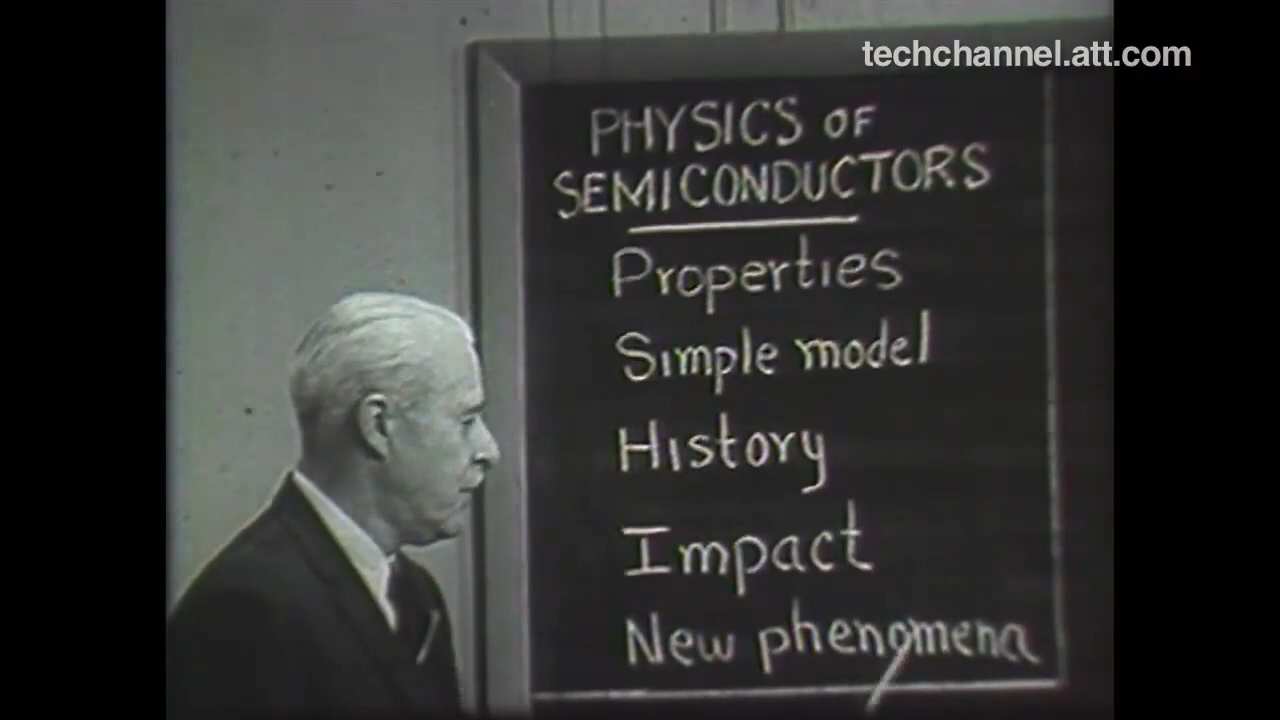 techchannel.att.com
PHYSICS OF
SEMICONDUCTORS
Properties
Simple model
History
Impact
New phenomena